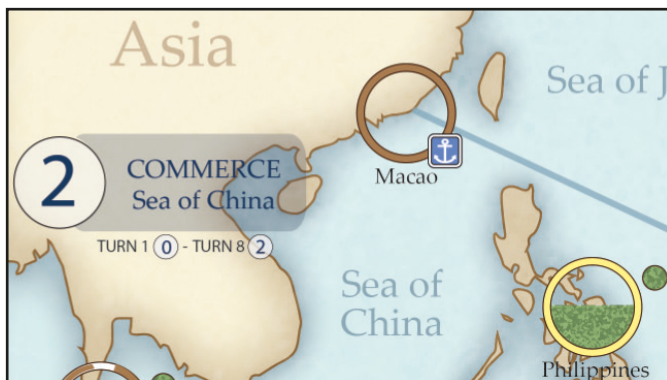 Asia
Sea of J
2
COMMERCE
Sea of China
TURN 1 0 - TURN 8 2
Macao
Sea of
China
Philippines